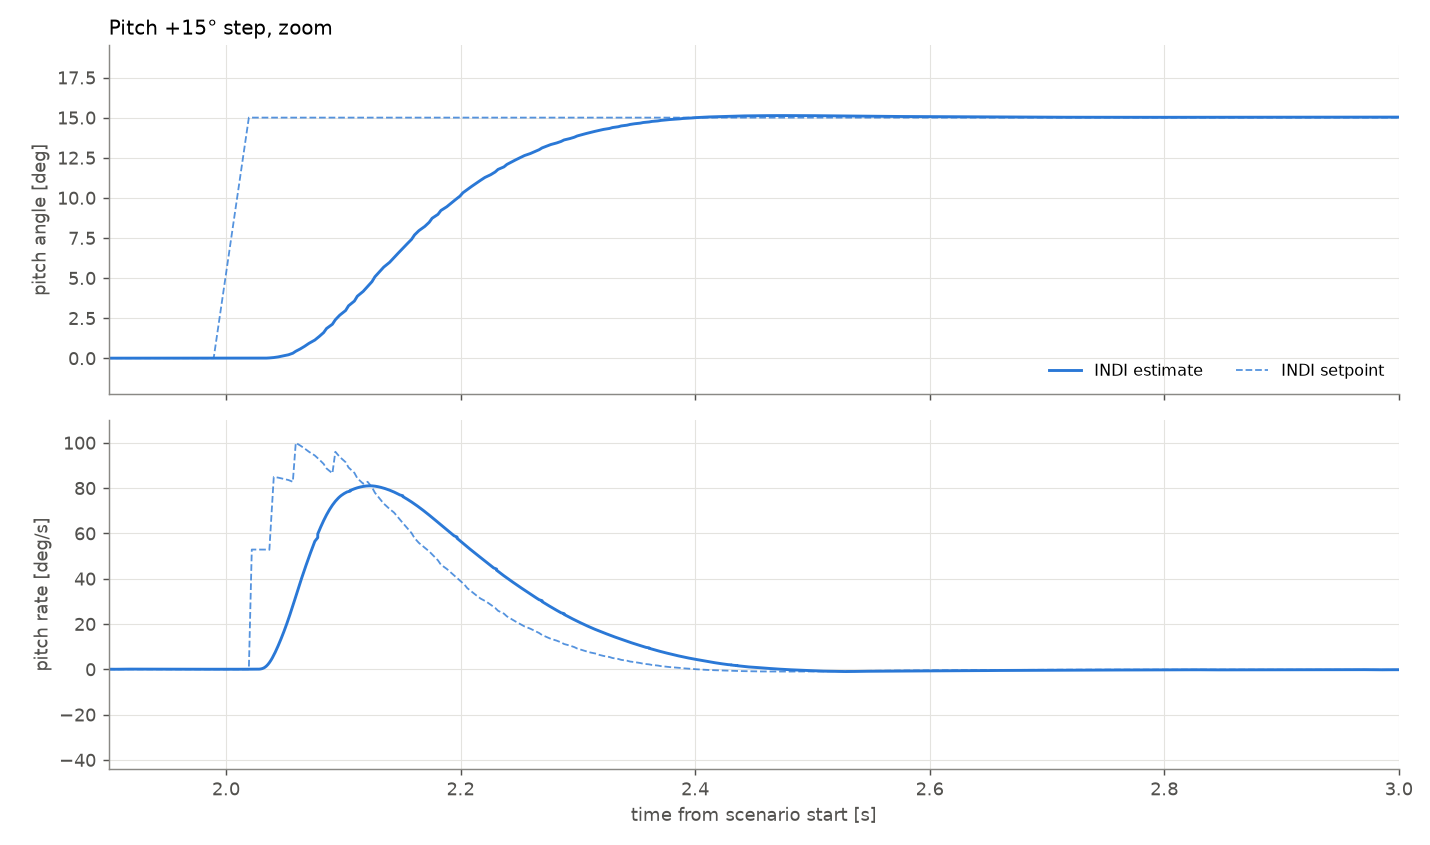 Pitch +15° step, zoom
pitch angle [deg]
17.5
15.0
12.5
10.0
7.5
5.0
2.5
0.0
INDI estimate
INDI setpoint
pitch rate [deg/s]
100
80
60
40
20
0
−20
−40
2.0 2.2 2.4 2.6 2.8 3.0
time from scenario start [s]